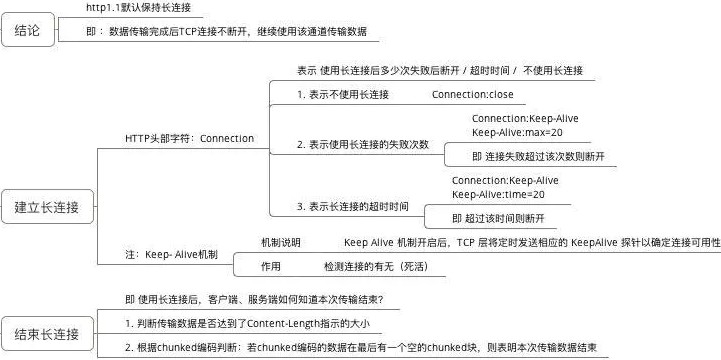 结论
http1.1默认保持长连接
即 ：数据传输完成后TCP连接不断开，继续使用该通道传输数据
建立长连接
HTTP头部字符：Connection
表示 使用长连接后多少次失败后断开 / 超时时间 / 不使用长连接
1. 表示不使用长连接 Connection:close
2. 表示使用长连接的失败次数
Connection:Keep-Alive
Keep-Alive:max=20
即 连接失败超过该次数则断开
3. 表示长连接的超时时间
Connection:Keep-Alive
Keep-Alive:time=20
即 超过该时间则断开
注：Keep- Alive机制
机制说明 Keep Alive 机制开启后，TCP 层将定时发送相应的 KeepAlive 探针以确定连接可用性
作用 检测连接的有无（死活）
结束长连接
即 使用长连接后，客户端、服务端如何知道本次传输结束？
1. 判断传输数据是否达到了Content-Length指示的大小
2. 根据chunked编码判断：若chunked编码的数据在最后有一个空的chunked块，则表明本次传输数据结束